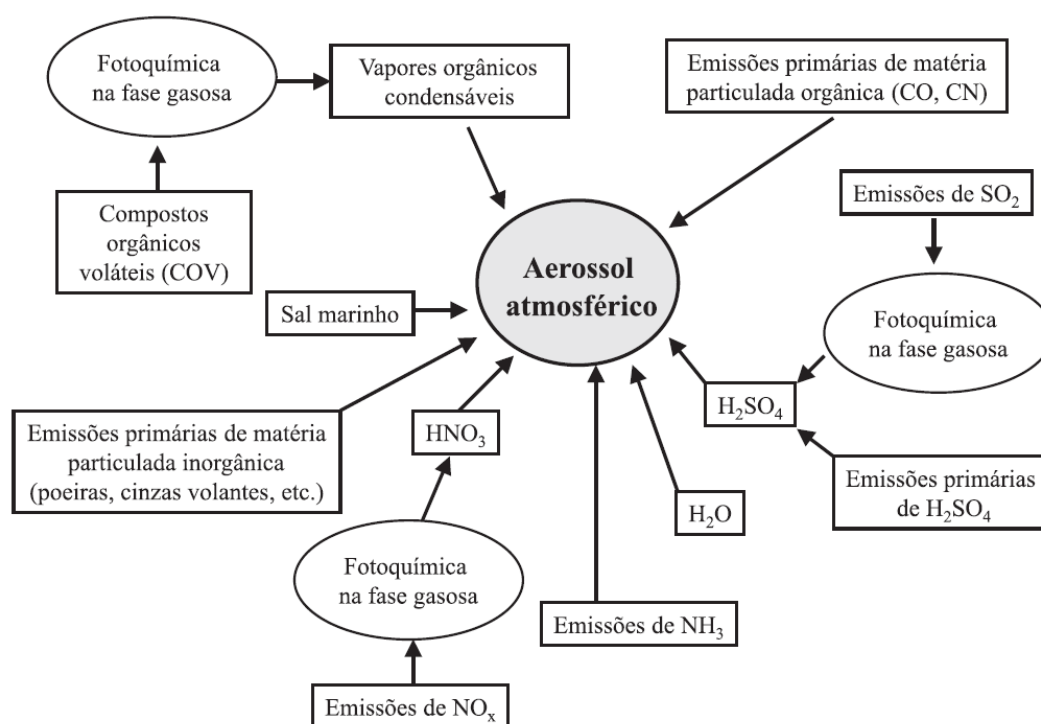 Fotoquímica
na fase gasosa
Vapores orgânicos
condensáveis
Emissões primárias de matéria
particulada orgânica (CO, CN)
Compostos
orgânicos
voláteis (COV)
Emissões de SO₂
Aerossol
atmosférico
Sal marinho
Fotoquímica
na fase gasosa
Emissões primárias de matéria
particulada inorgânica
(poeiras, cinzas volantes, etc.)
HNO₃
H₂SO₄
Emissões primárias
de H₂SO₄
H₂O
Fotoquímica
na fase gasosa
Emissões de NH₃
Emissões de NOₓ